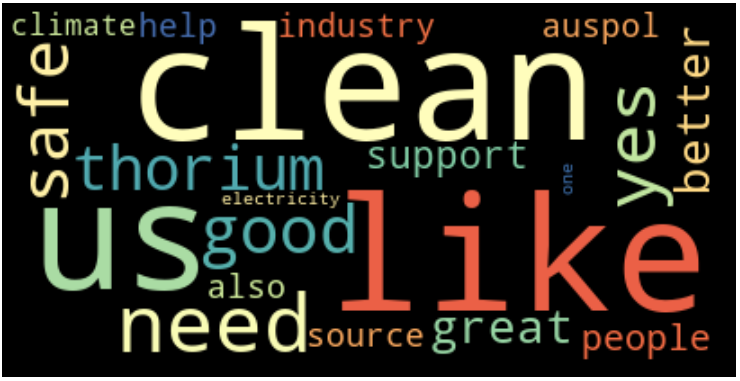 climate help industry auspol
clean
safe
yes
better
thorium
support
one
electricity
us
good
like
also
need
source
great
people